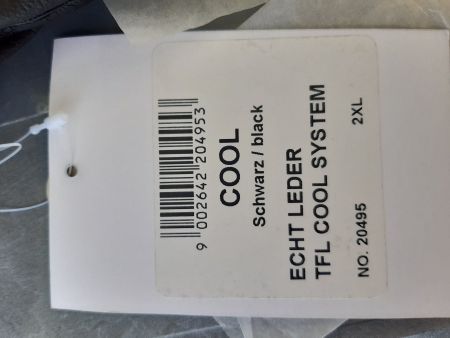 9 002642 204953
COOL
Schwarz / black
ECHT LEDER
TFL COOL SYSTEM
NO. 20495 2XL